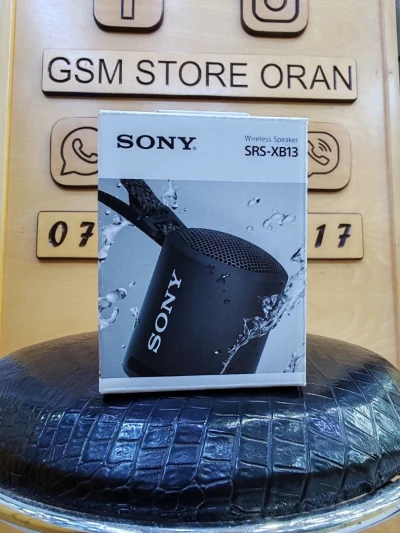 GSM STORE ORAN
SONY
Wireless Speaker
SRS-XB13
07
17
SONY